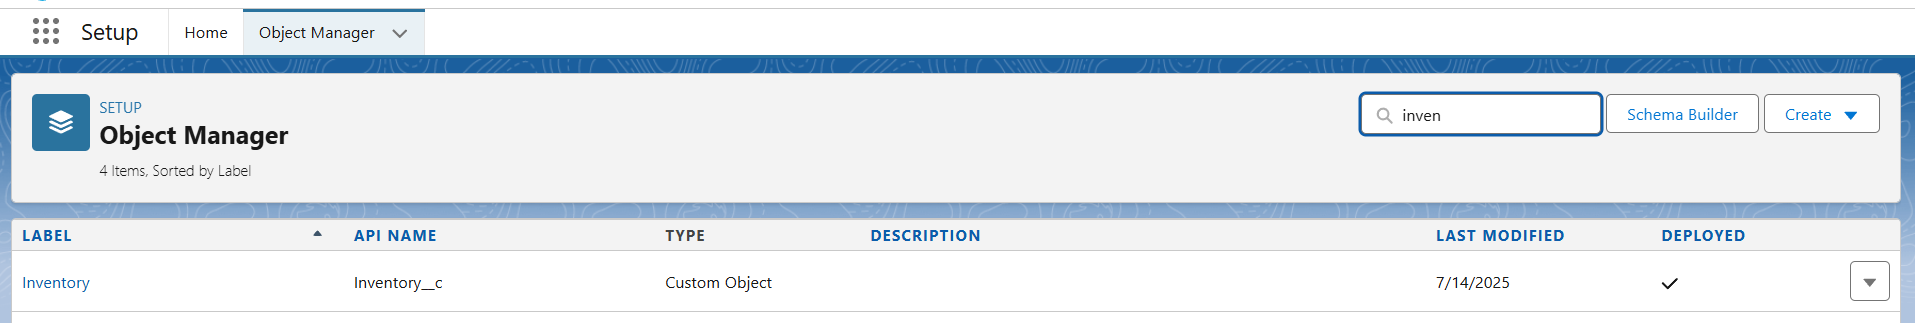 Setup Home Object Manager
SETUP
Object Manager
4 Items, Sorted by Label
inven Schema Builder Create
LABEL API NAME TYPE DESCRIPTION LAST MODIFIED DEPLOYED
Inventory Inventory__c Custom Object 7/14/2025